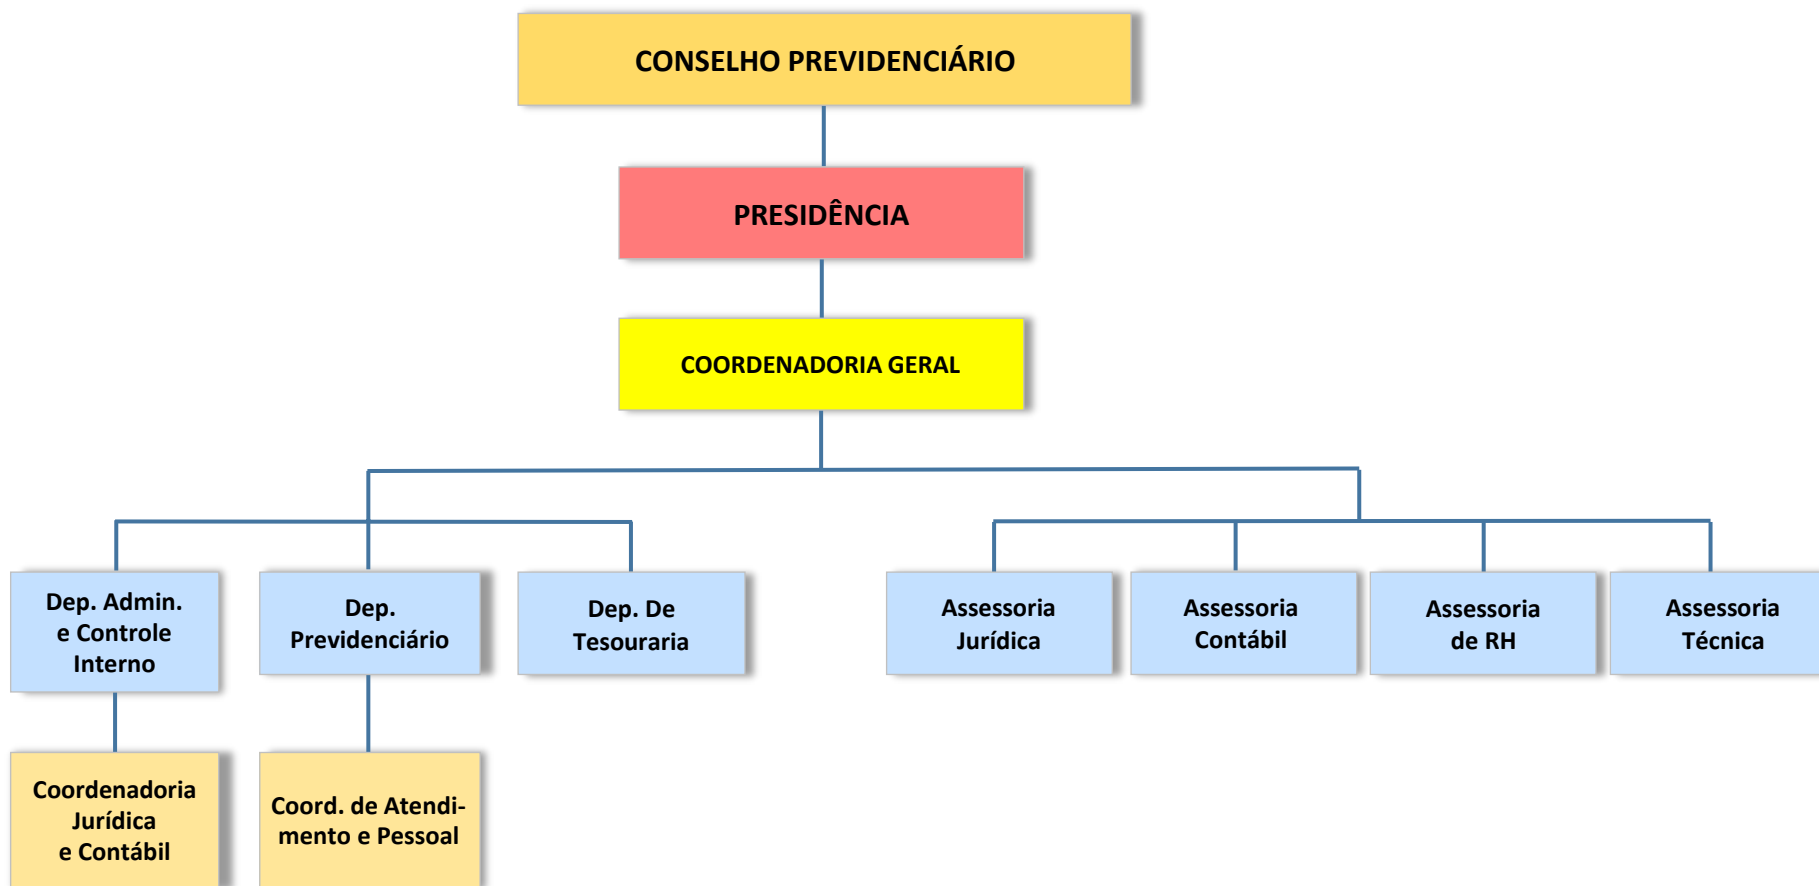 CONSELHO PREVIDENCIÁRIO
PRESIDÊNCIA
COORDENADORIA GERAL
Dep. Admin.
e Controle
Interno
Dep.
Previdenciário
Dep. De
Tesouraria
Assessoria
Jurídica
Assessoria
Contábil
Assessoria
de RH
Assessoria
Técnica
Coordenadoria
Jurídica
e Contábil
Coord. de Atendi-
mento e Pessoal